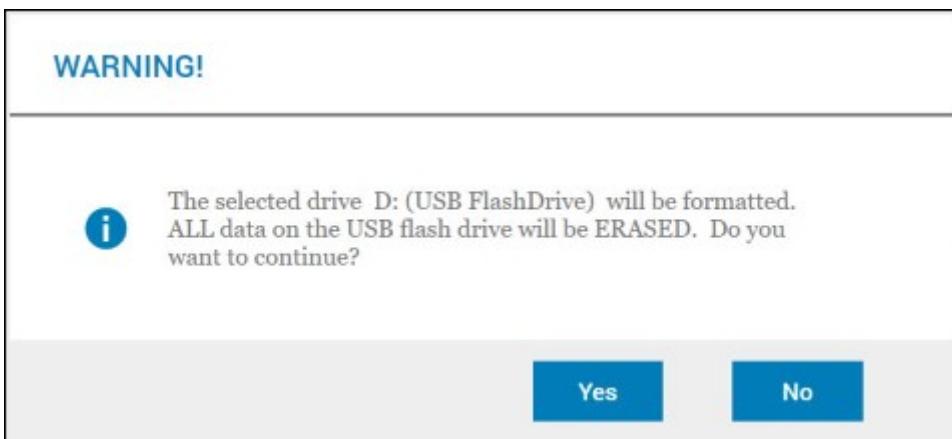 WARNING!
The selected drive  D: (USB FlashDrive)  will be formatted.
ALL data on the USB flash drive will be ERASED.  Do you
want to continue?
Yes
No